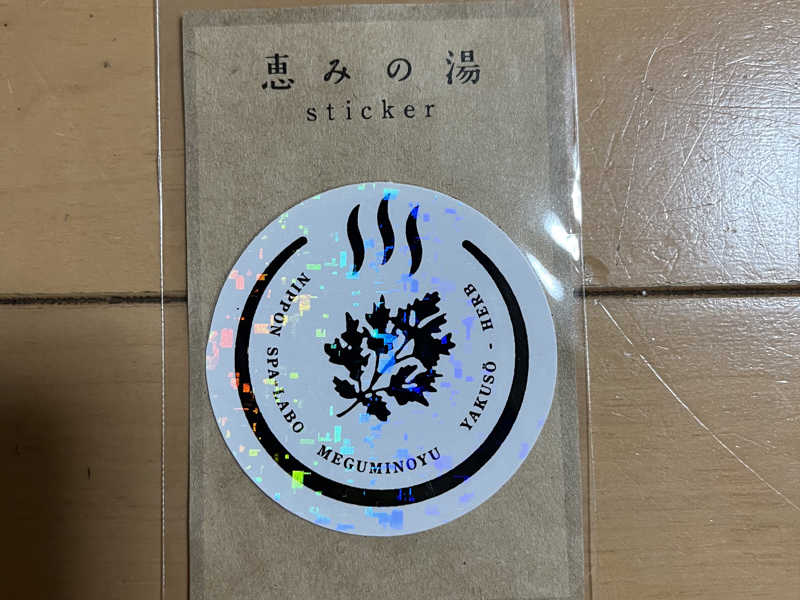 恵みの湯
sticker
NIPPON SPA-LABO
MEGUMINOYU
YAKUSŌ - HERB